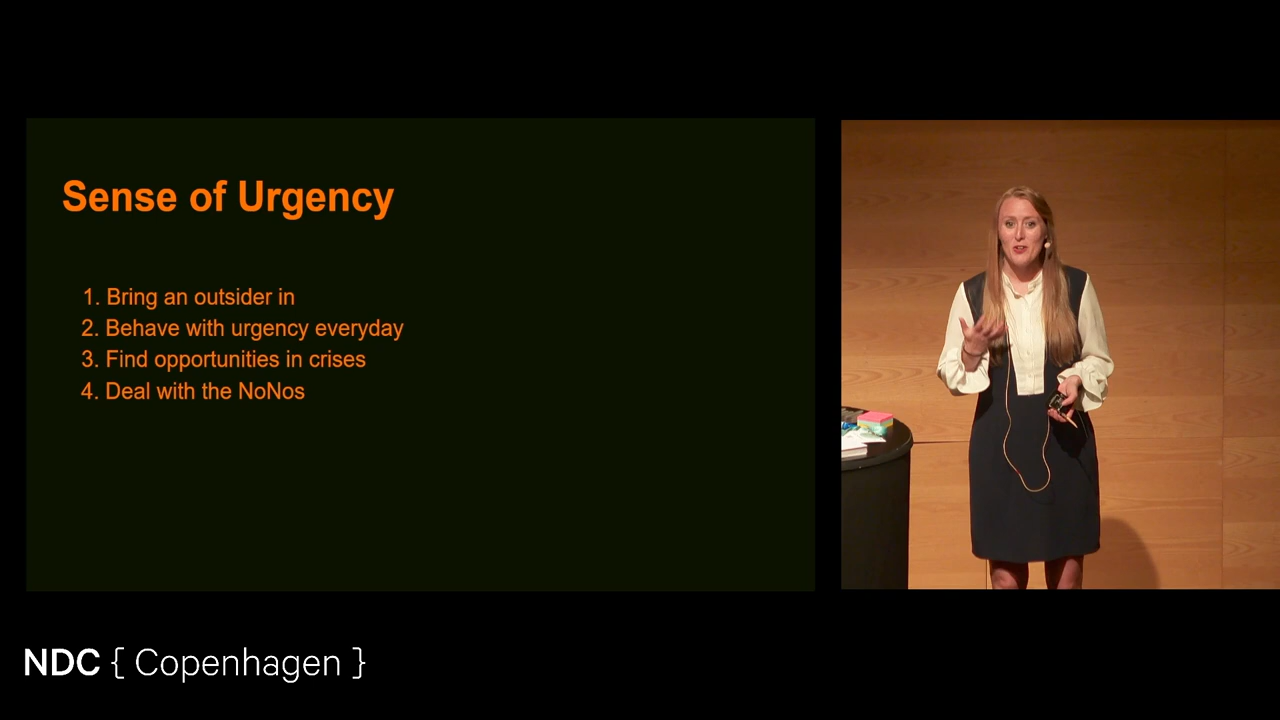 Sense of Urgency
1. Bring an outsider in
2. Behave with urgency everyday
3. Find opportunities in crises
4. Deal with the NoNos
NDC { Copenhagen }